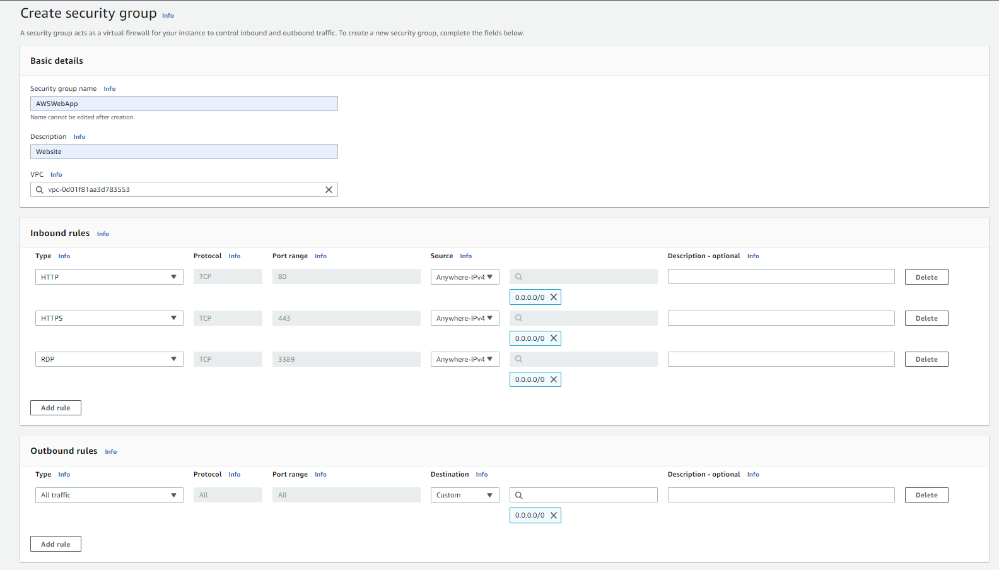 Create security group Info
A security group acts as a virtual firewall for your instance to control inbound and outbound traffic. To create a new security group, complete the fields below.
Basic details
Security group name Info
AWSWebApp
Name cannot be edited after creation.
Description Info
Website
VPC Info
vpc-0d01f81aa3d783553
Inbound rules Info
Type Info Protocol Info Port range Info Source Info Description - optional Info
HTTP TCP 80 Anywhere-IPv4 Delete
0.0.0.0/0
HTTPS TCP 443 Anywhere-IPv4 Delete
0.0.0.0/0
RDP TCP 3389 Anywhere-IPv4 Delete
0.0.0.0/0
Add rule
Outbound rules Info
Type Info Protocol Info Port range Info Destination Info Description - optional Info
All traffic All All Custom Delete
0.0.0.0/0
Add rule